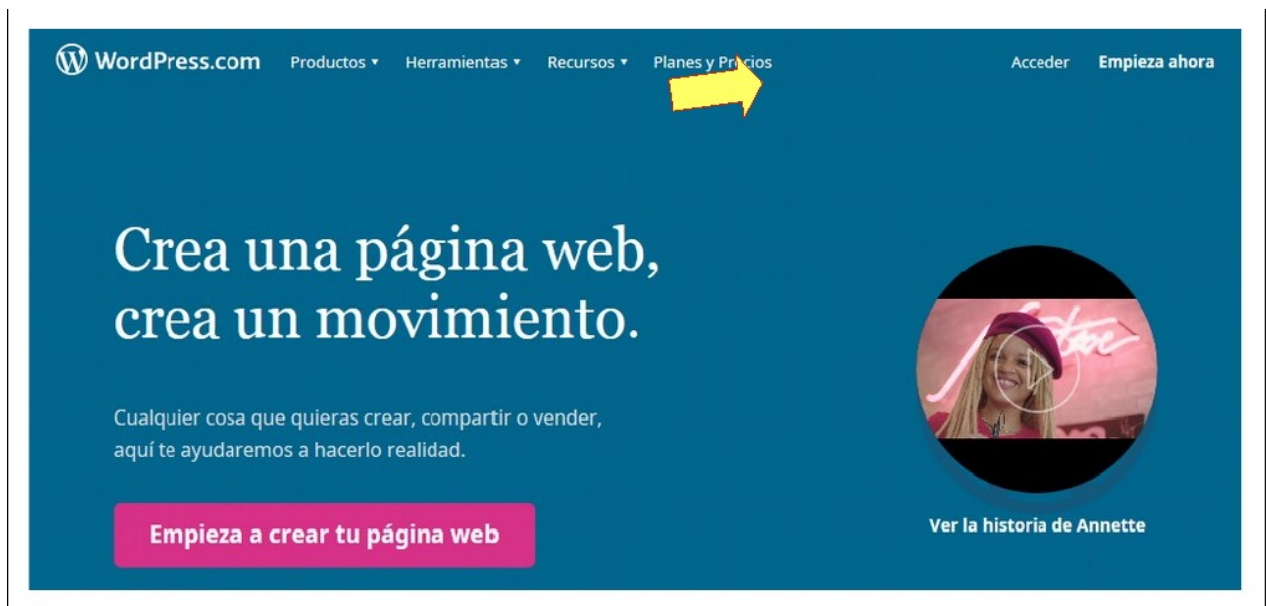 WordPress.com Productos ▾ Herramientas ▾ Recursos ▾ Planes y Precios Acceder Empieza ahora
Crea una página web,
crea un movimiento.
Cualquier cosa que quieras crear, compartir o vender,
aquí te ayudaremos a hacerlo realidad.
Empieza a crear tu página web
Ver la historia de Annette